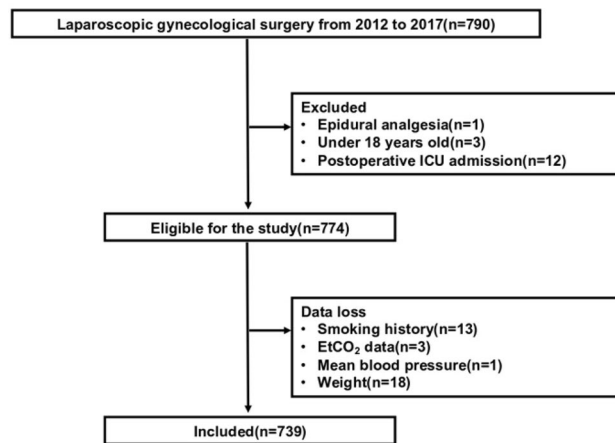 Laparoscopic gynecological surgery from 2012 to 2017(n=790)
Excluded
• Epidural analgesia(n=1)
• Under 18 years old(n=3)
• Postoperative ICU admission(n=12)
Eligible for the study(n=774)
Data loss
• Smoking history(n=13)
• EtCO₂ data(n=3)
• Mean blood pressure(n=1)
• Weight(n=18)
Included(n=739)